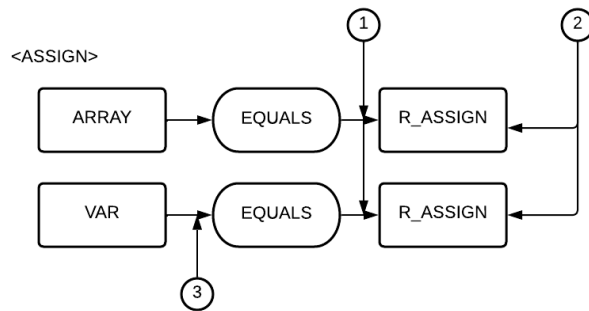 1
2
<ASSIGN>
ARRAY
EQUALS
R_ASSIGN
VAR
EQUALS
R_ASSIGN
3